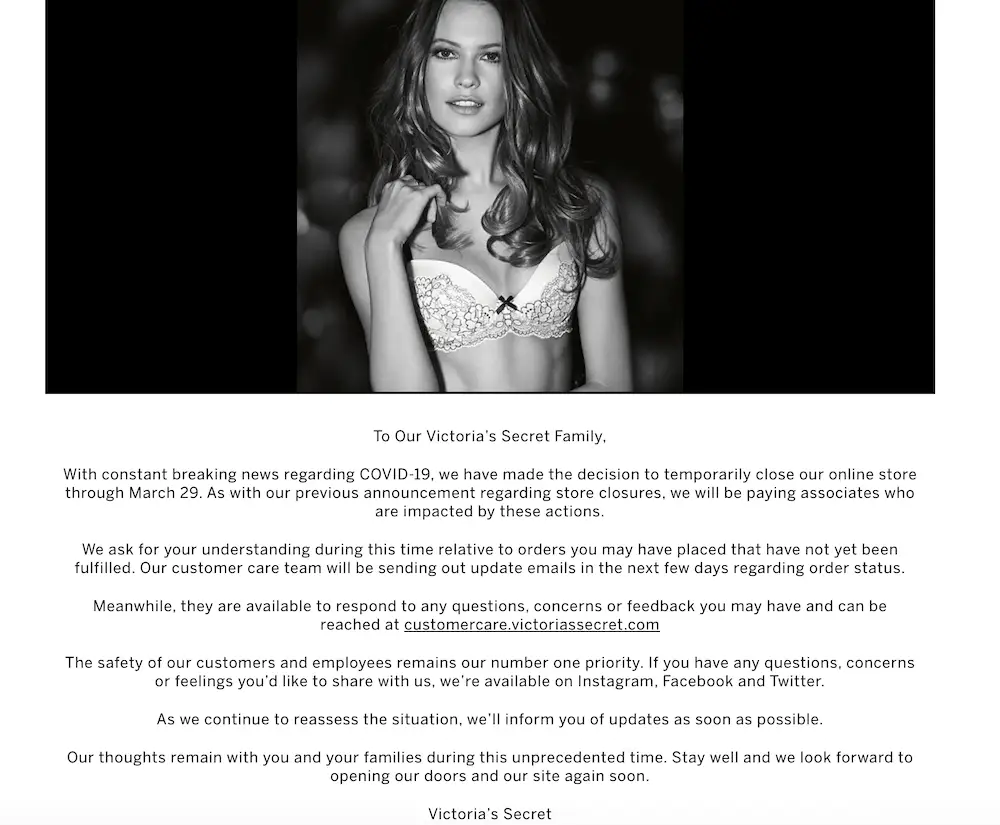 To Our Victoria's Secret Family,
With constant breaking news regarding COVID-19, we have made the decision to temporarily close our online store
through March 29. As with our previous announcement regarding store closures, we will be paying associates who
are impacted by these actions.
We ask for your understanding during this time relative to orders you may have placed that have not yet been
fulfilled. Our customer care team will be sending out update emails in the next few days regarding order status.
Meanwhile, they are available to respond to any questions, concerns or feedback you may have and can be
reached at customercare.victoriassecret.com
The safety of our customers and employees remains our number one priority. If you have any questions, concerns
or feelings you'd like to share with us, we're available on Instagram, Facebook and Twitter.
As we continue to reassess the situation, we'll inform you of updates as soon as possible.
Our thoughts remain with you and your families during this unprecedented time. Stay well and we look forward to
opening our doors and our site again soon.
Victoria's Secret